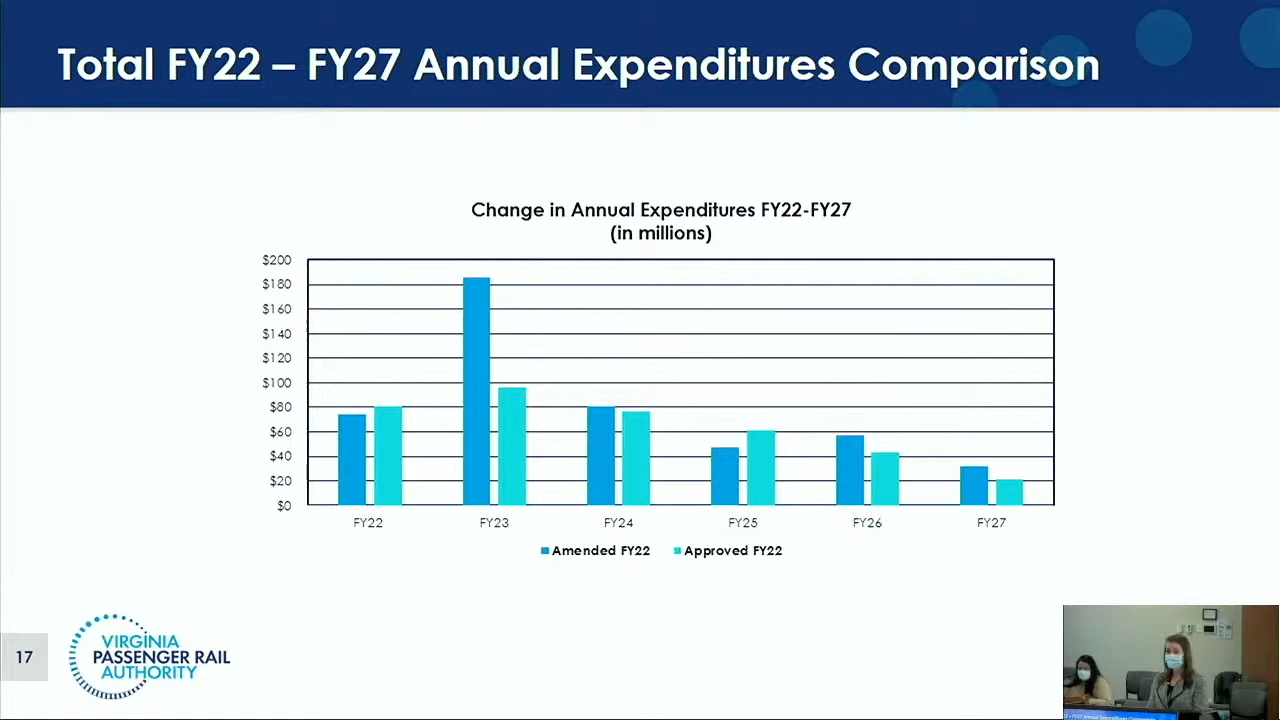 Total FY22 – FY27 Annual Expenditures Comparison
Change in Annual Expenditures FY22-FY27
(in millions)
$200
$180
$160
$140
$120
$100
$80
$60
$40
$20
$0
FY22 FY23 FY24 FY25 FY26 FY27
Amended FY22 Approved FY22
17
VIRGINIA
PASSENGER RAIL
AUTHORITY